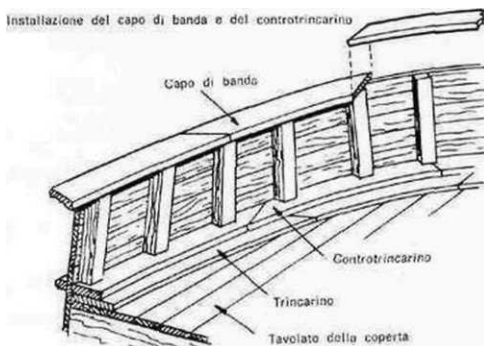 Installazione del capo di banda e del controtrincarino
Capo di banda
Controtrincarino
Trincarino
Tavolato della coperta